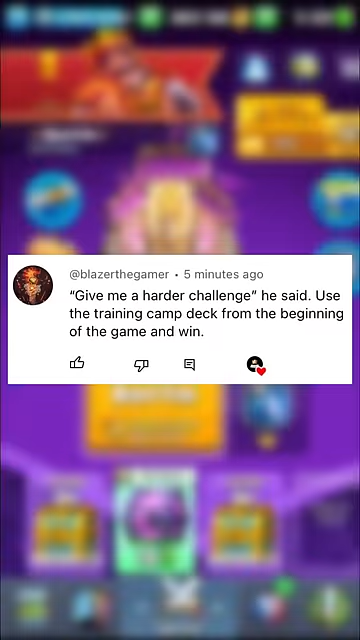 @blazerthegamer • 5 minutes ago
“Give me a harder challenge” he said. Use
the training camp deck from the beginning
of the game and win.